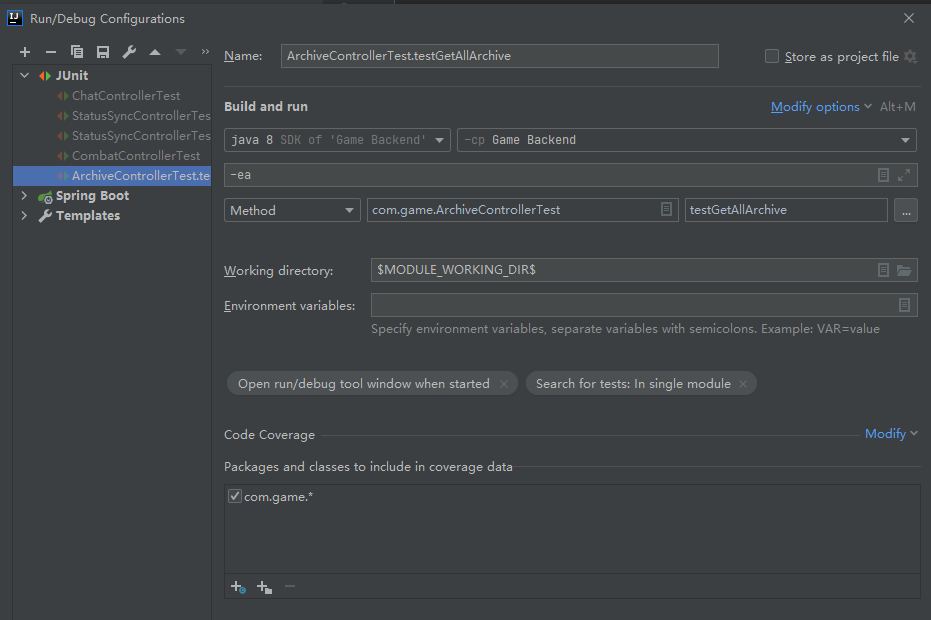 Run/Debug Configurations
JUnit
ChatControllerTest
StatusSyncControllerTes
StatusSyncControllerTes
CombatControllerTest
ArchiveControllerTest.te
Spring Boot
Templates
Name: ArchiveControllerTest.testGetAllArchive Store as project file
Build and run Modify options Alt+M
java 8 SDK of 'Game Backend' -cp Game Backend
-ea
Method com.game.ArchiveControllerTest testGetAllArchive ...
Working directory: $MODULE_WORKING_DIR$
Environment variables:
Specify environment variables, separate variables with semicolons. Example: VAR=value
Open run/debug tool window when started Search for tests: In single module
Code Coverage Modify
Packages and classes to include in coverage data
com.game.*